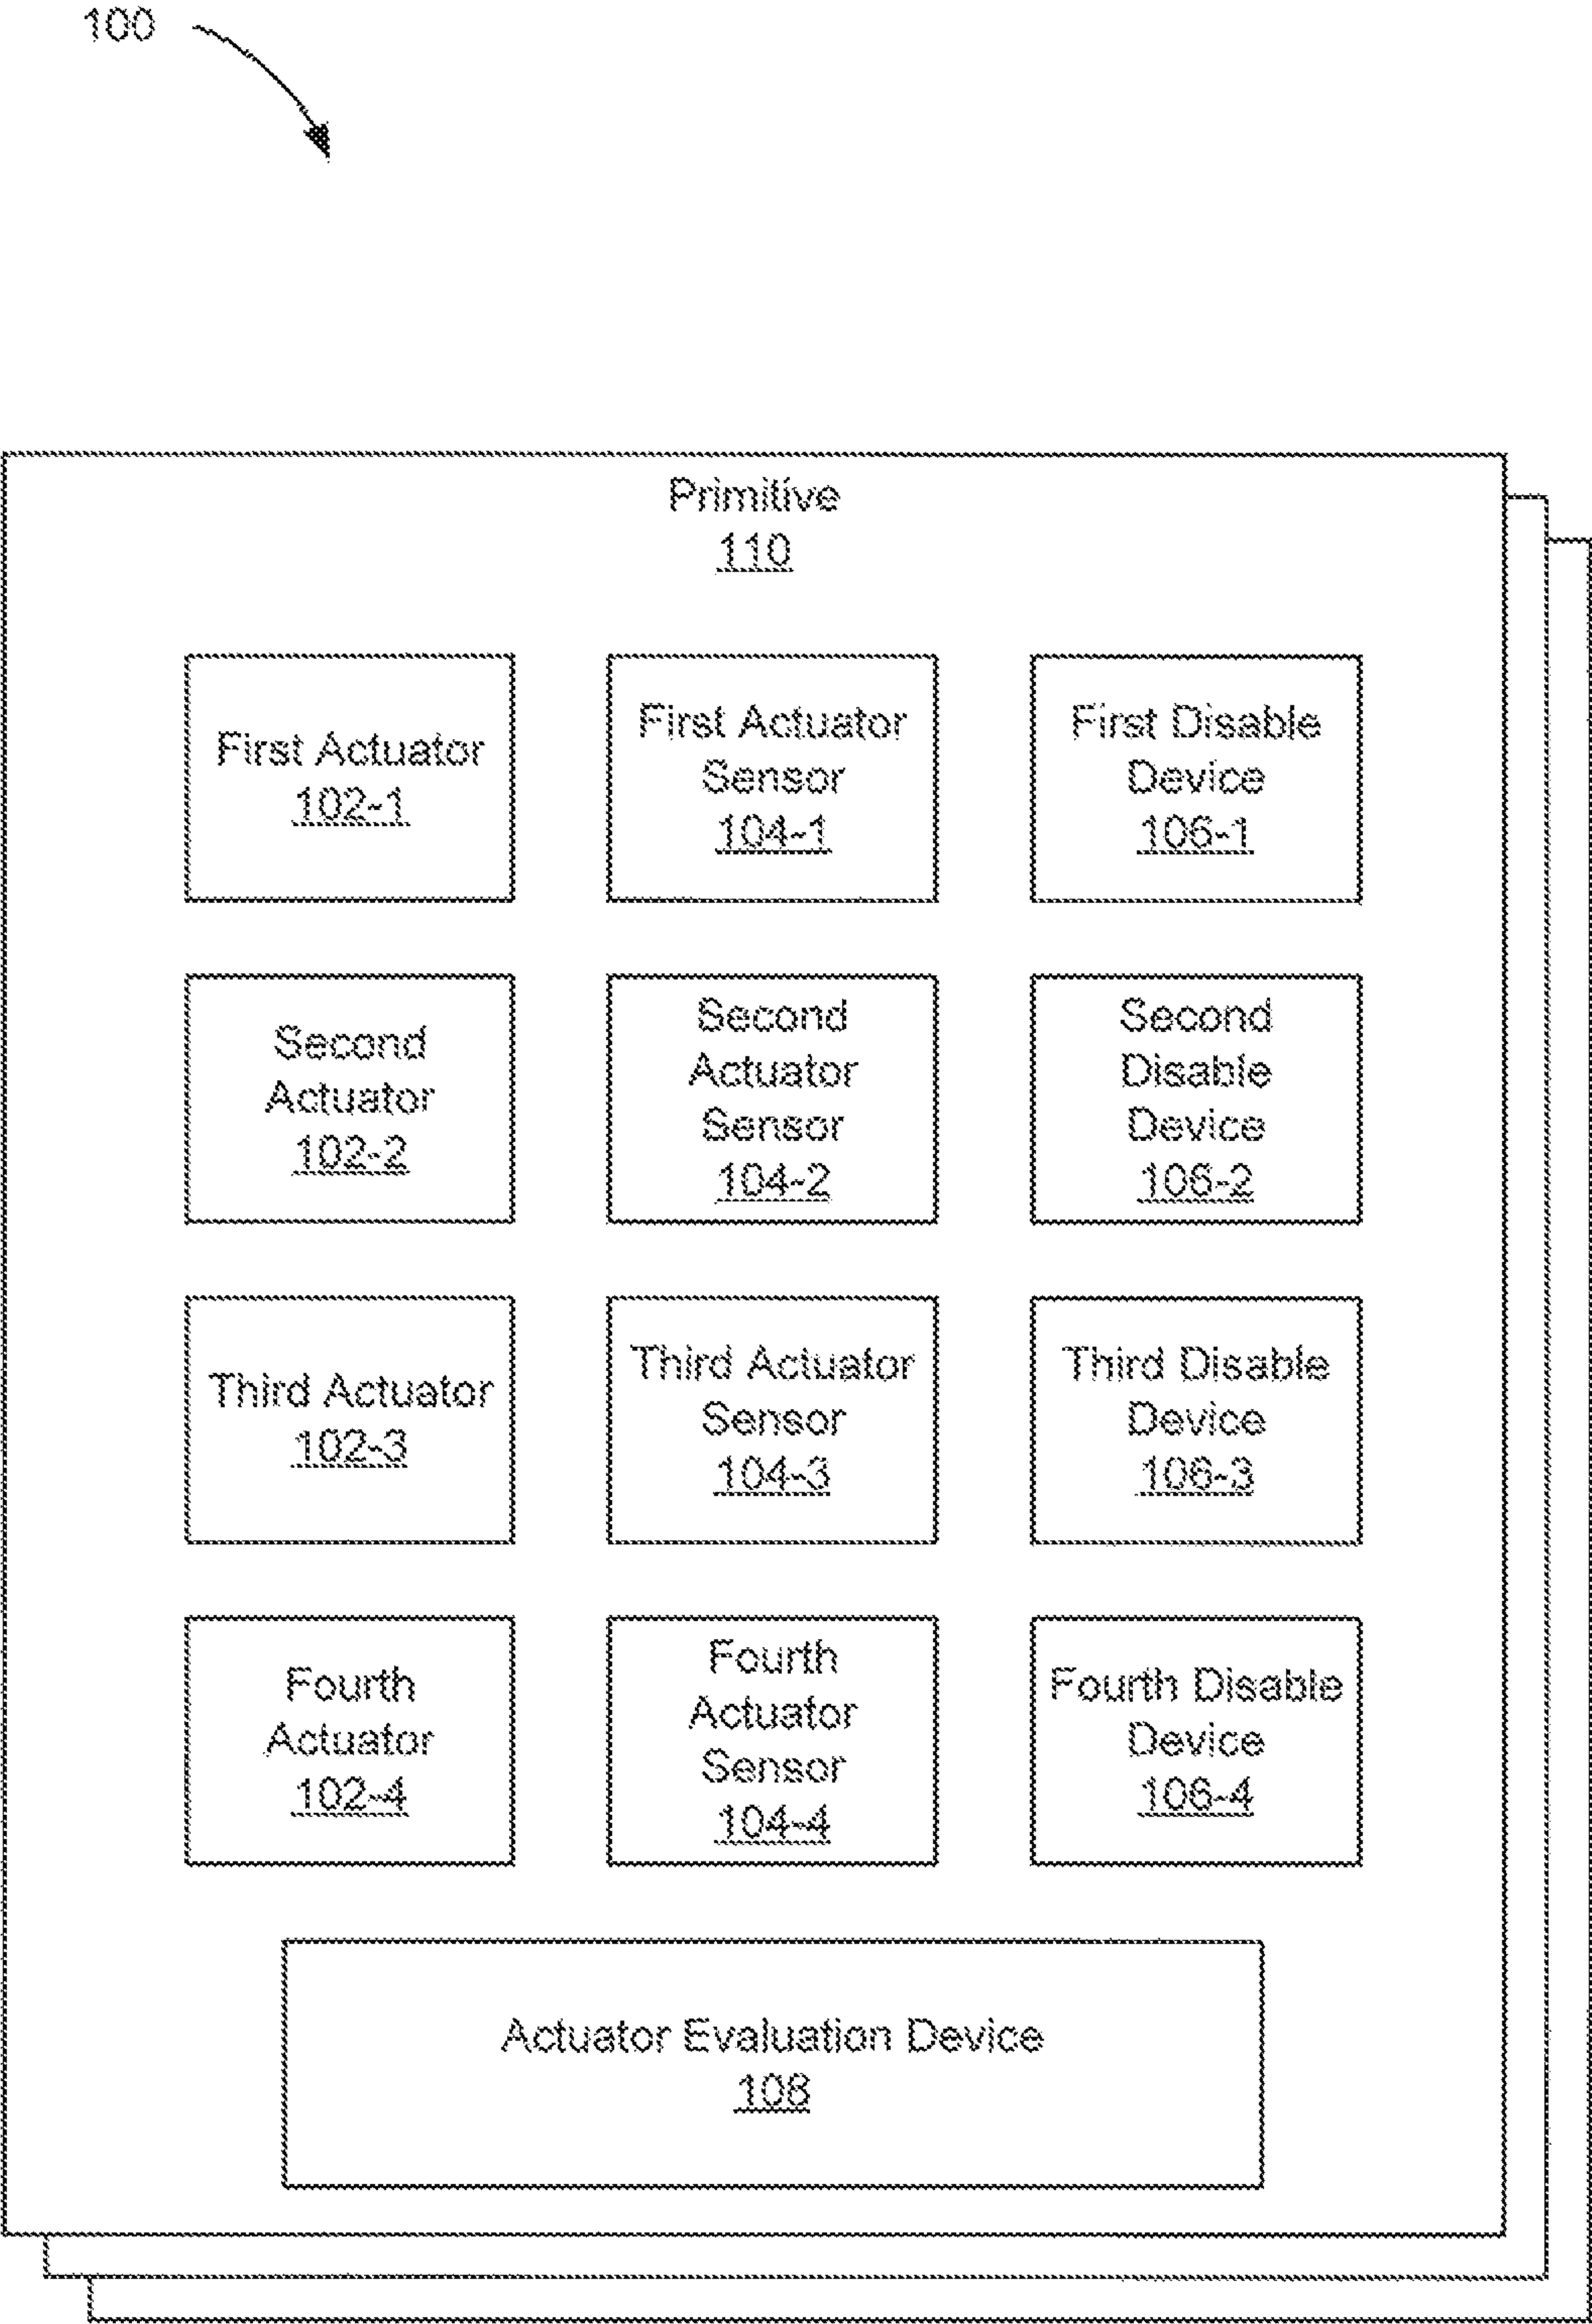 100
Primitive
110
First Actuator
102-1
First Actuator
Sensor
104-1
First Disable
Device
106-1
Second
Actuator
102-2
Second
Actuator
Sensor
104-2
Second
Disable
Device
106-2
Third Actuator
102-3
Third Actuator
Sensor
104-3
Third Disable
Device
106-3
Fourth
Actuator
102-4
Fourth
Actuator
Sensor
104-4
Fourth Disable
Device
106-4
Actuator Evaluation Device
108